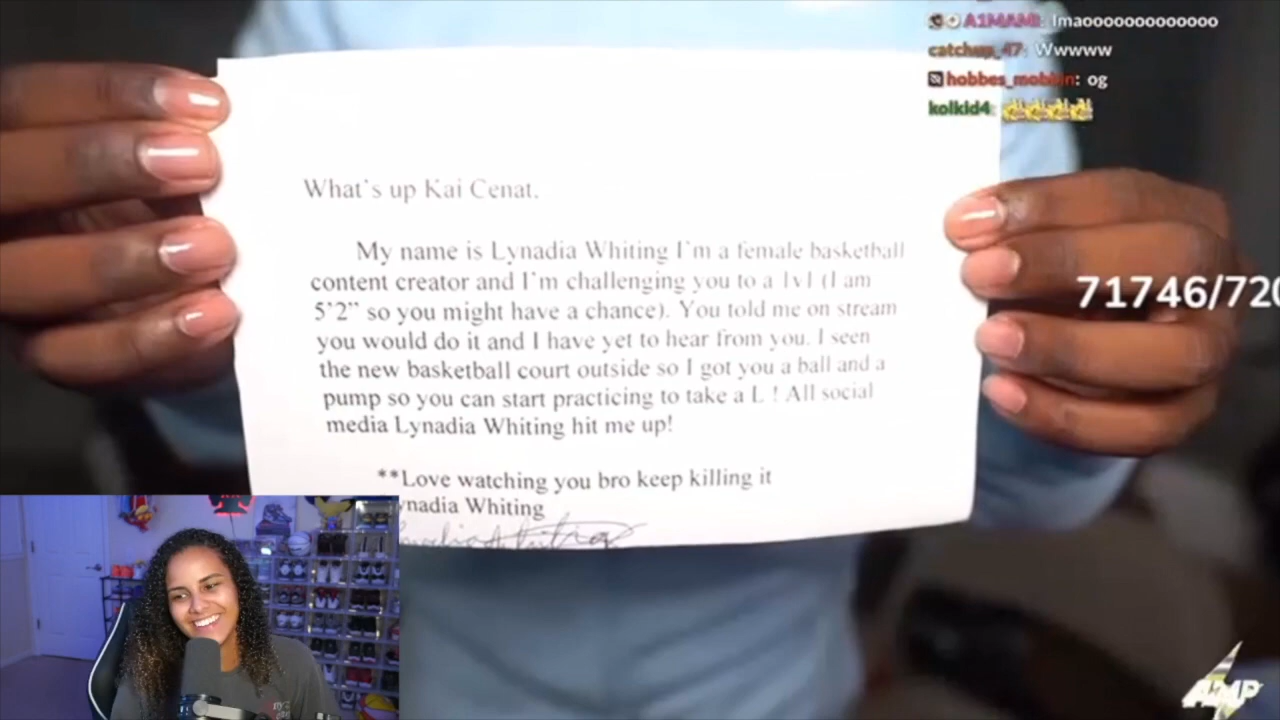 A1MAMI: lmaooooooooooooo
catchup_47: Wwwww
hobbes_mobbin: og
kolkid4:
What's up Kai Cenat,
My name is Lynadia Whiting I'm a female basketball
content creator and I'm challenging you to a 1v1 (I am
5'2" so you might have a chance). You told me on stream
you would do it and I have yet to hear from you. I seen
the new basketball court outside so I got you a ball and a
pump so you can start practicing to take a L ! All social
media Lynadia Whiting hit me up!
**Love watching you bro keep killing it
ynadia Whiting
71746/720
AMP